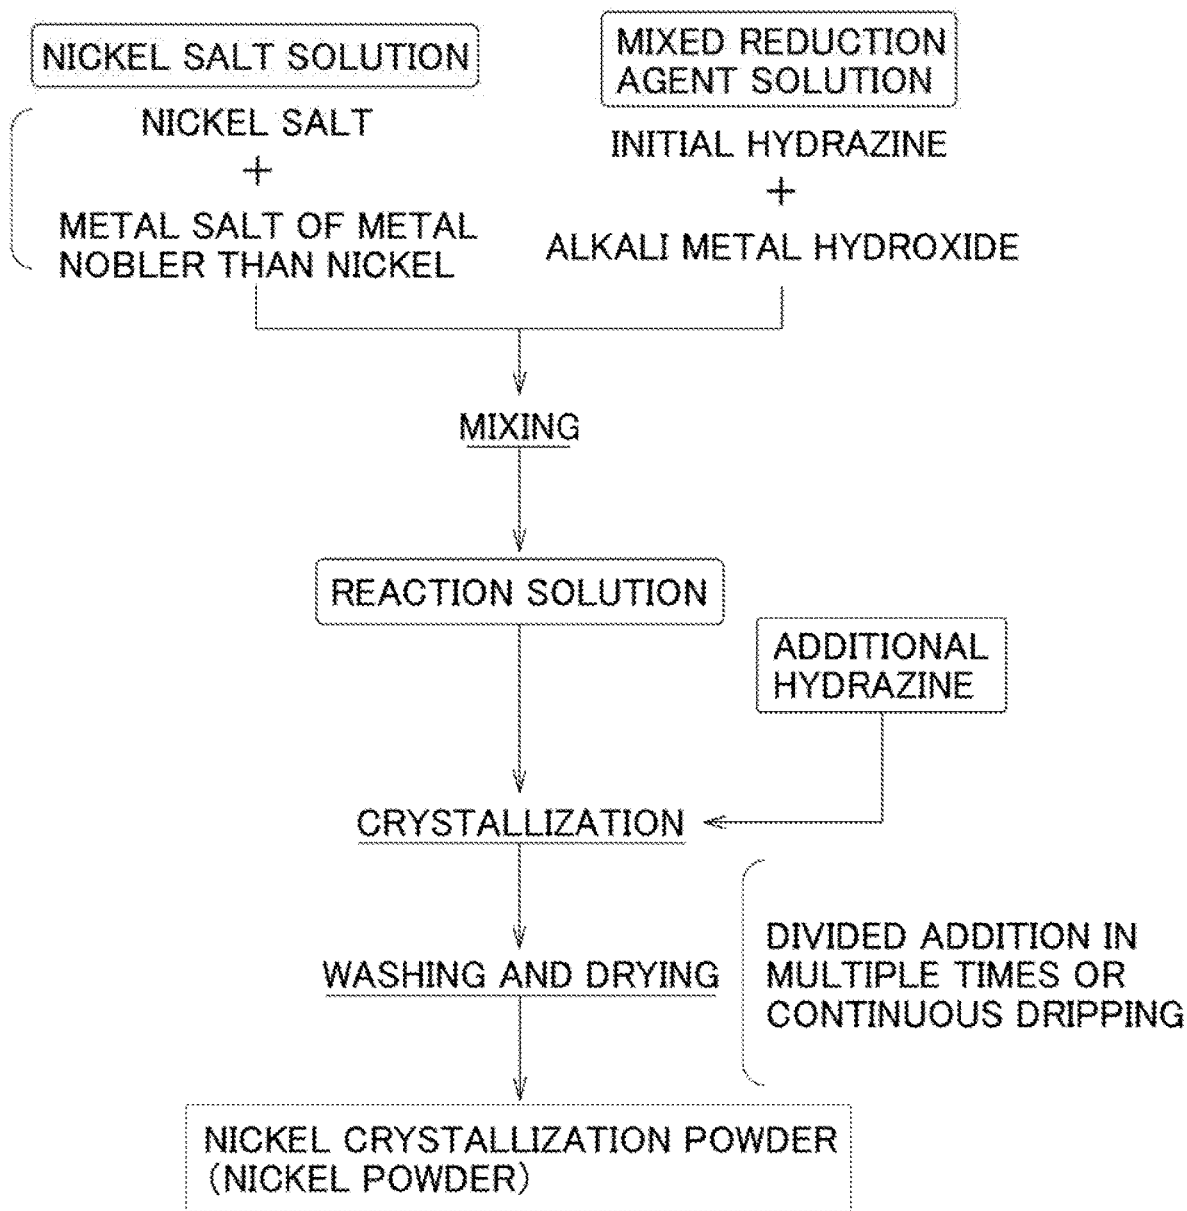 NICKEL SALT SOLUTION
NICKEL SALT
+
METAL SALT OF METAL
NOBLER THAN NICKEL
MIXED REDUCTION
AGENT SOLUTION
INITIAL HYDRAZINE
+
ALKALI METAL HYDROXIDE
MIXING
REACTION SOLUTION
ADDITIONAL
HYDRAZINE
CRYSTALLIZATION
DIVIDED ADDITION IN
MULTIPLE TIMES OR
CONTINUOUS DRIPPING
WASHING AND DRYING
NICKEL CRYSTALLIZATION POWDER
(NICKEL POWDER)